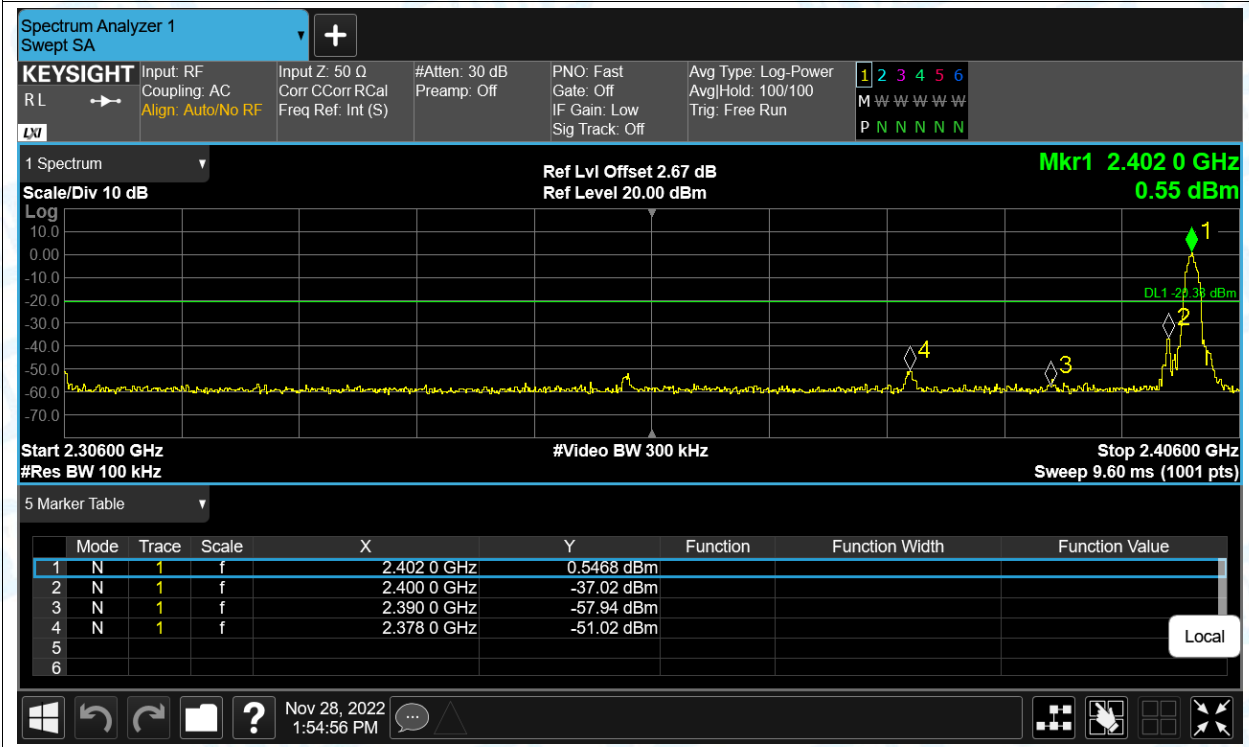 Spectrum Analyzer 1
Swept SA
KEYSIGHT
R L
LXI
Input: RF
Coupling: AC
Align: Auto/No RF
Input Z: 50 Ω
Corr CCorr RCal
Freq Ref: Int (S)
#Atten: 30 dB
Preamp: Off
PNO: Fast
Gate: Off
IF Gain: Low
Sig Track: Off
Avg Type: Log-Power
Avg|Hold: 100/100
Trig: Free Run
1 2 3 4 5 6
M W W W W W
P N N N N N
1 Spectrum
Scale/Div 10 dB
Ref Lvl Offset 2.67 dB
Ref Level 20.00 dBm
Mkr1 2.402 0 GHz
0.55 dBm
Log
10.0
0.00
-10.0
-20.0
-30.0
-40.0
-50.0
-60.0
-70.0
1
DL1 -20.38 dBm
2
4
3
Start 2.30600 GHz
#Video BW 300 kHz
Stop 2.40600 GHz
#Res BW 100 kHz
Sweep 9.60 ms (1001 pts)
5 Marker Table
Mode Trace Scale X Y Function Function Width Function Value
1 N 1 f 2.402 0 GHz 0.5468 dBm
2 N 1 f 2.400 0 GHz -37.02 dBm
3 N 1 f 2.390 0 GHz -57.94 dBm
4 N 1 f 2.378 0 GHz -51.02 dBm
5
6
Local
?
Nov 28, 2022
1:54:56 PM